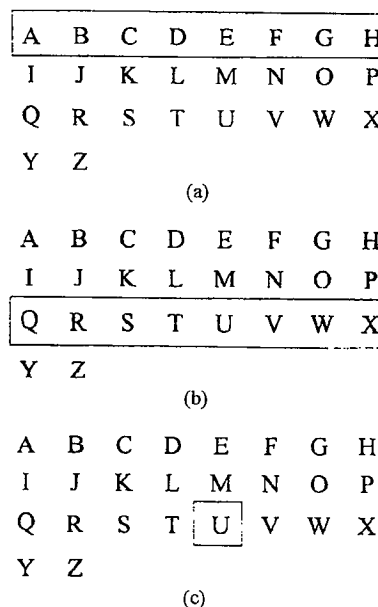 A B C D E F G H
I J K L M N O P
Q R S T U V W X
Y Z
(a)
A B C D E F G H
I J K L M N O P
Q R S T U V W X
Y Z
(b)
A B C D E F G H
I J K L M N O P
Q R S T U V W X
Y Z
(c)